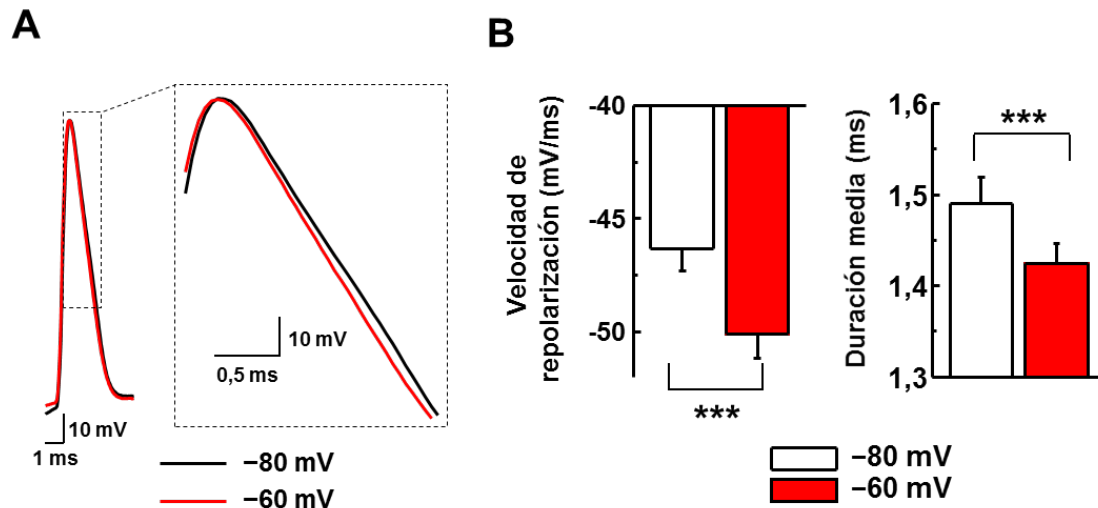 A
10 mV
0,5 ms
10 mV
1 ms
−80 mV
−60 mV
B
Velocidad de
repolarización (mV/ms)
-40
-45
-50
***
Duración media (ms)
1,6
1,5
1,4
1,3
***
−80 mV
−60 mV